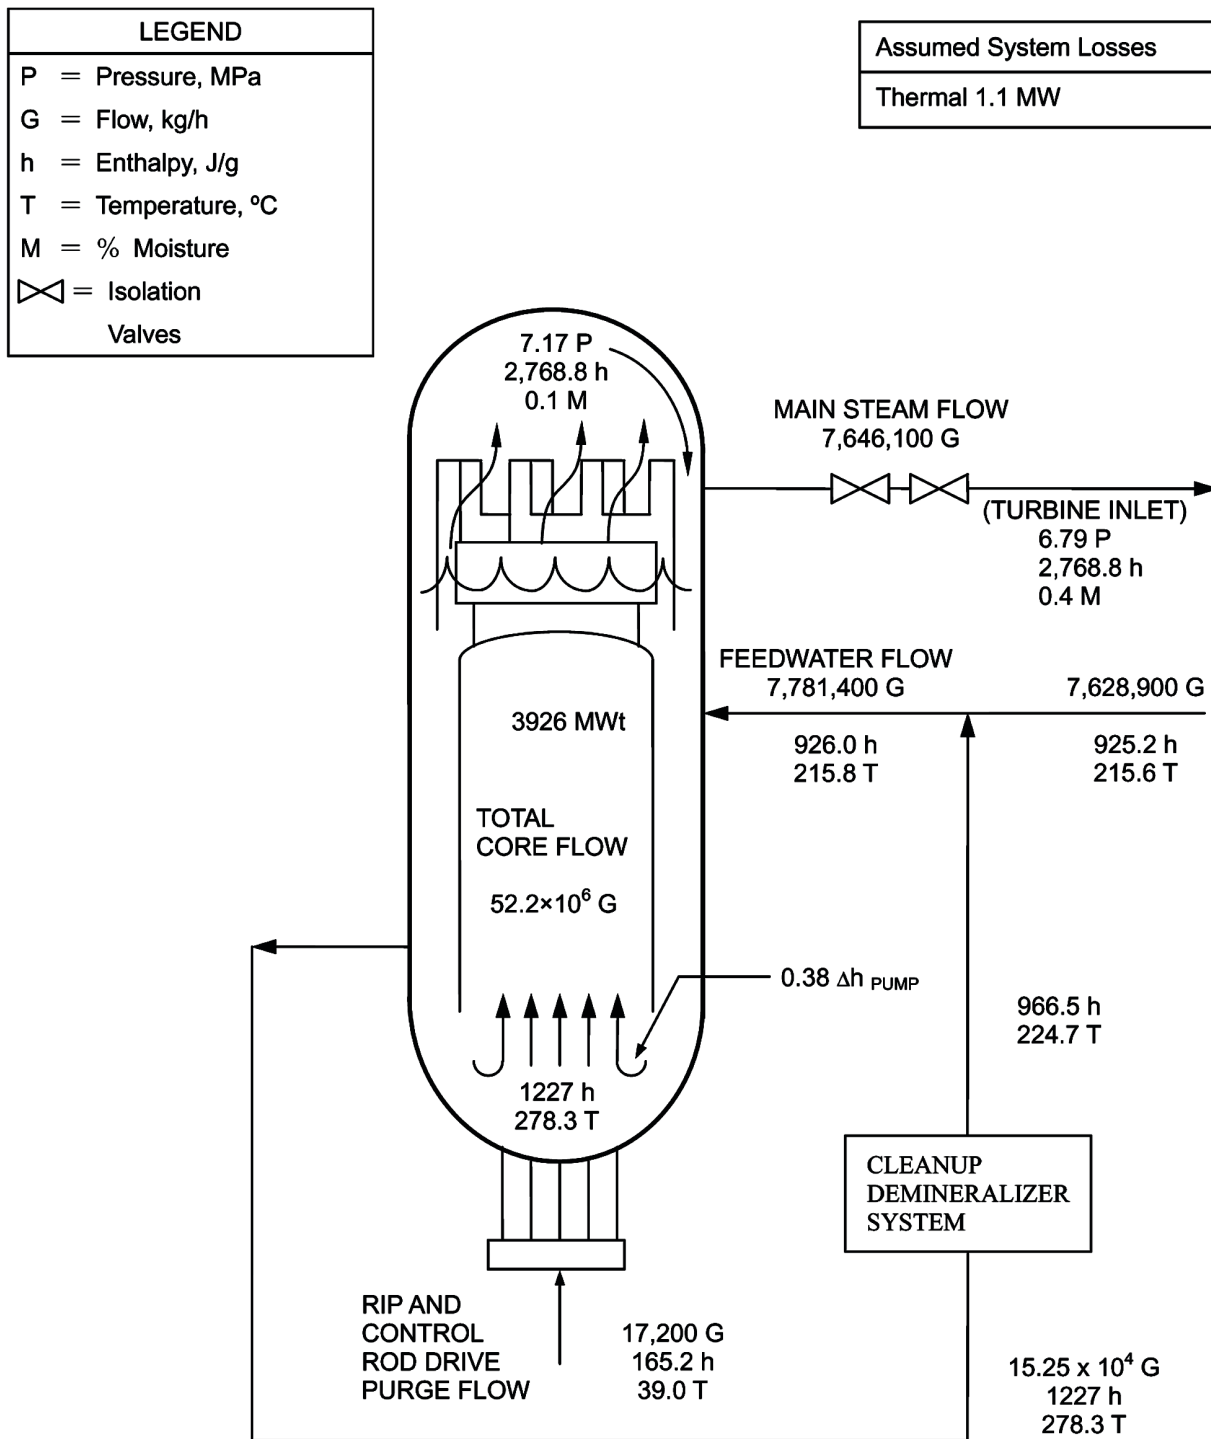 LEGEND
P = Pressure, MPa
G = Flow, kg/h
h = Enthalpy, J/g
T = Temperature, ºC
M = % Moisture
= Isolation
Valves
Assumed System Losses
Thermal 1.1 MW
7.17 P
2,768.8 h
0.1 M
MAIN STEAM FLOW
7,646,100 G
(TURBINE INLET)
6.79 P
2,768.8 h
0.4 M
FEEDWATER FLOW
7,781,400 G
7,628,900 G
926.0 h
215.8 T
925.2 h
215.6 T
3926 MWt
TOTAL
CORE FLOW
52.2×10⁶ G
0.38 Δh PUMP
966.5 h
224.7 T
1227 h
278.3 T
CLEANUP
DEMINERALIZER
SYSTEM
RIP AND
CONTROL
ROD DRIVE
PURGE FLOW
17,200 G
165.2 h
39.0 T
15.25 x 10⁴ G
1227 h
278.3 T